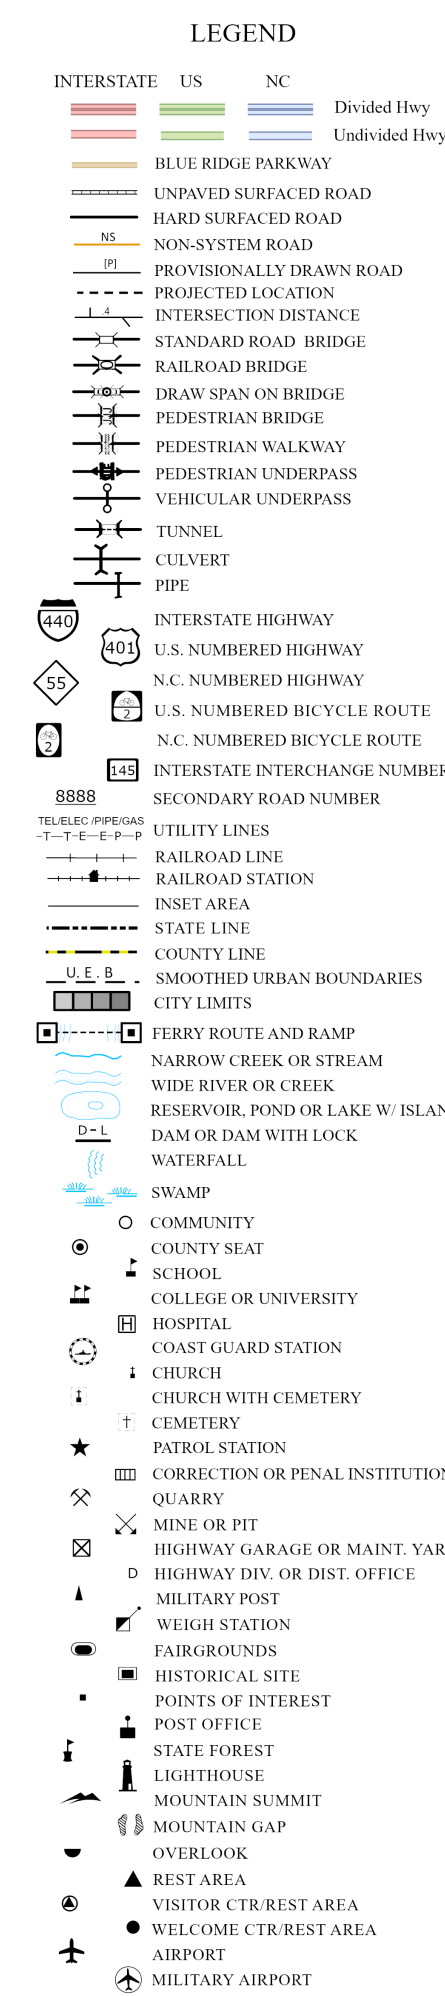 LEGEND
INTERSTATE US NC
Divided Hwy
Undivided Hwy
BLUE RIDGE PARKWAY
UNPAVED SURFACED ROAD
HARD SURFACED ROAD
NS NON-SYSTEM ROAD
[P] PROVISIONALLY DRAWN ROAD
PROJECTED LOCATION
.4 INTERSECTION DISTANCE
STANDARD ROAD BRIDGE
RAILROAD BRIDGE
DRAW SPAN ON BRIDGE
PEDESTRIAN BRIDGE
PEDESTRIAN WALKWAY
PEDESTRIAN UNDERPASS
VEHICULAR UNDERPASS
TUNNEL
CULVERT
PIPE
440 INTERSTATE HIGHWAY
401 U.S. NUMBERED HIGHWAY
55 N.C. NUMBERED HIGHWAY
2 U.S. NUMBERED BICYCLE ROUTE
2 N.C. NUMBERED BICYCLE ROUTE
145 INTERSTATE INTERCHANGE NUMBER
8888 SECONDARY ROAD NUMBER
TEL/ELEC /PIPE/GAS
–T—T–E—E–P—P UTILITY LINES
RAILROAD LINE
RAILROAD STATION
INSET AREA
STATE LINE
COUNTY LINE
U. E. B SMOOTHED URBAN BOUNDARIES
CITY LIMITS
FERRY ROUTE AND RAMP
NARROW CREEK OR STREAM
WIDE RIVER OR CREEK
RESERVOIR, POND OR LAKE W/ ISLAN
D-L DAM OR DAM WITH LOCK
WATERFALL
SWAMP
COMMUNITY
COUNTY SEAT
SCHOOL
COLLEGE OR UNIVERSITY
H HOSPITAL
COAST GUARD STATION
CHURCH
CHURCH WITH CEMETERY
CEMETERY
PATROL STATION
CORRECTION OR PENAL INSTITUTION
QUARRY
MINE OR PIT
HIGHWAY GARAGE OR MAINT. YAR
D HIGHWAY DIV. OR DIST. OFFICE
MILITARY POST
WEIGH STATION
FAIRGROUNDS
HISTORICAL SITE
POINTS OF INTEREST
POST OFFICE
STATE FOREST
LIGHTHOUSE
MOUNTAIN SUMMIT
MOUNTAIN GAP
OVERLOOK
REST AREA
VISITOR CTR/REST AREA
WELCOME CTR/REST AREA
AIRPORT
MILITARY AIRPORT